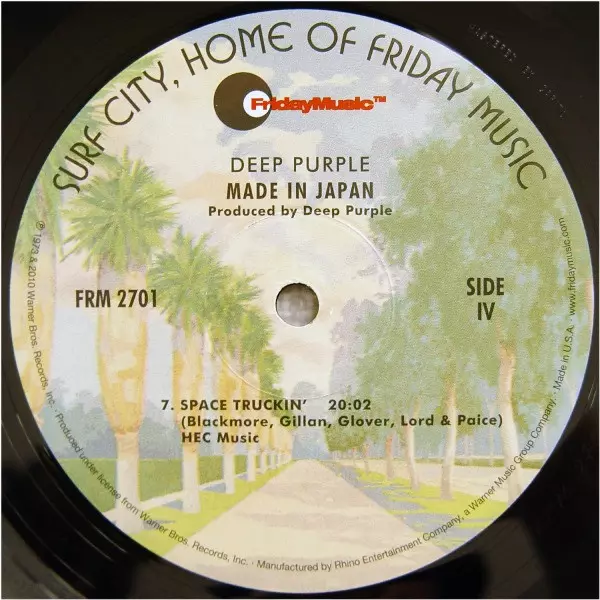 SURF CITY, HOME OF FRIDAY MUSIC
FridayMusic™
DEEP PURPLE
MADE IN JAPAN
Produced by Deep Purple
FRM 2701
SIDE
IV
7. SPACE TRUCKIN' 20:02
(Blackmore, Gillan, Glover, Lord & Paice)
HEC Music
℗ 1973 & 2010 Warner Bros. Records, Inc. · Produced under license from Warner Bros. Records, Inc. · Manufactured by Rhino Entertainment Company, a Warner Music Group Company. · Made in U.S.A. · www.fridaymusic.com